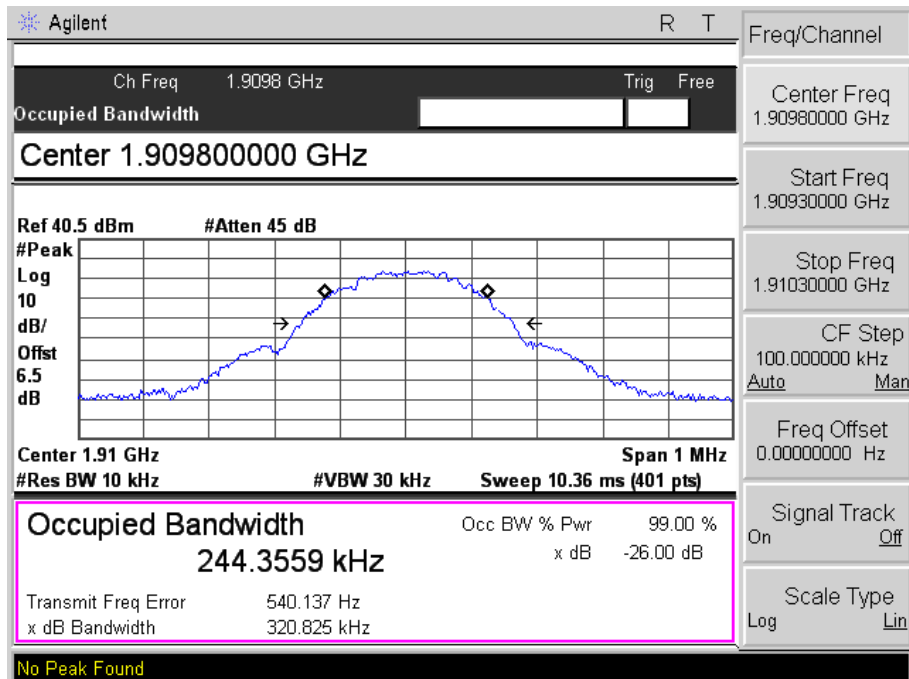 Agilent R T
Ch Freq 1.9098 GHz Trig Free
Occupied Bandwidth
Center 1.909800000 GHz
Ref 40.5 dBm #Atten 45 dB
#Peak
Log
10
dB/
Offst
6.5
dB
Center 1.91 GHz Span 1 MHz
#Res BW 10 kHz #VBW 30 kHz Sweep 10.36 ms (401 pts)
Occupied Bandwidth Occ BW % Pwr 99.00 %
244.3559 kHz x dB -26.00 dB
Transmit Freq Error 540.137 Hz
x dB Bandwidth 320.825 kHz
No Peak Found
Freq/Channel
Center Freq
1.90980000 GHz
Start Freq
1.90930000 GHz
Stop Freq
1.91030000 GHz
CF Step
100.000000 kHz
Auto Man
Freq Offset
0.00000000 Hz
Signal Track
On Off
Scale Type
Log Lin